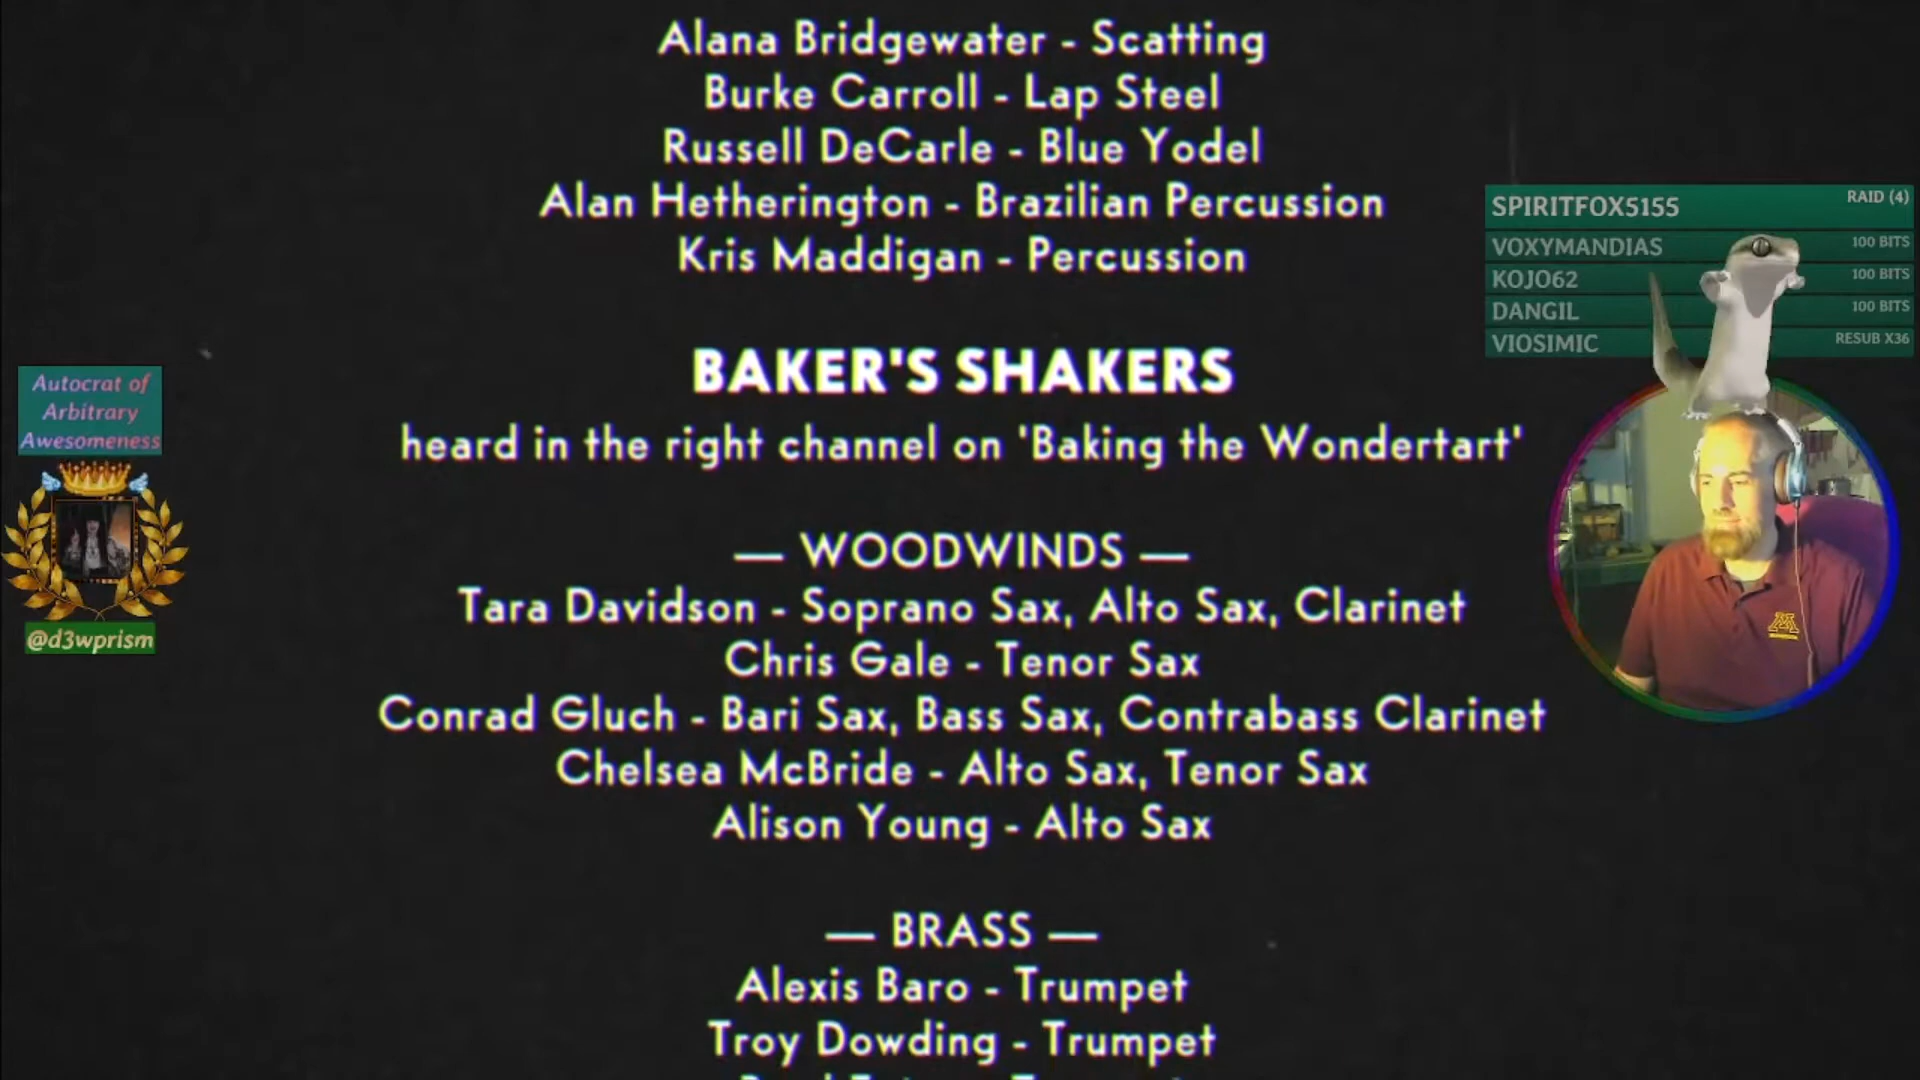 Alana Bridgewater - Scatting
Burke Carroll - Lap Steel
Russell DeCarle - Blue Yodel
Alan Hetherington - Brazilian Percussion
Kris Maddigan - Percussion
BAKER'S SHAKERS
heard in the right channel on 'Baking the Wondertart'
— WOODWINDS —
Tara Davidson - Soprano Sax, Alto Sax, Clarinet
Chris Gale - Tenor Sax
Conrad Gluch - Bari Sax, Bass Sax, Contrabass Clarinet
Chelsea McBride - Alto Sax, Tenor Sax
Alison Young - Alto Sax
— BRASS —
Alexis Baro - Trumpet
Troy Dowding - Trumpet
Autocrat of
Arbitrary
Awesomeness
@d3wprism
SPIRITFOX5155 RAID (4)
VOXYMANDIAS 100 BITS
KOJO62 100 BITS
DANGIL 100 BITS
VIOSIMIC RESUB X36
M